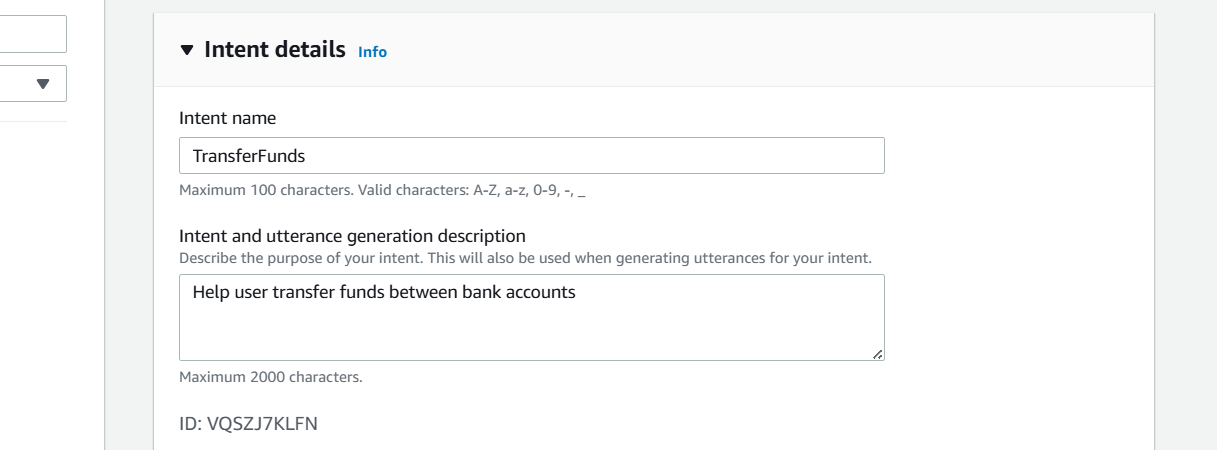 Intent details Info
Intent name
TransferFunds
Maximum 100 characters. Valid characters: A-Z, a-z, 0-9, -, _
Intent and utterance generation description
Describe the purpose of your intent. This will also be used when generating utterances for your intent.
Help user transfer funds between bank accounts
Maximum 2000 characters.
ID: VQSZJ7KLFN